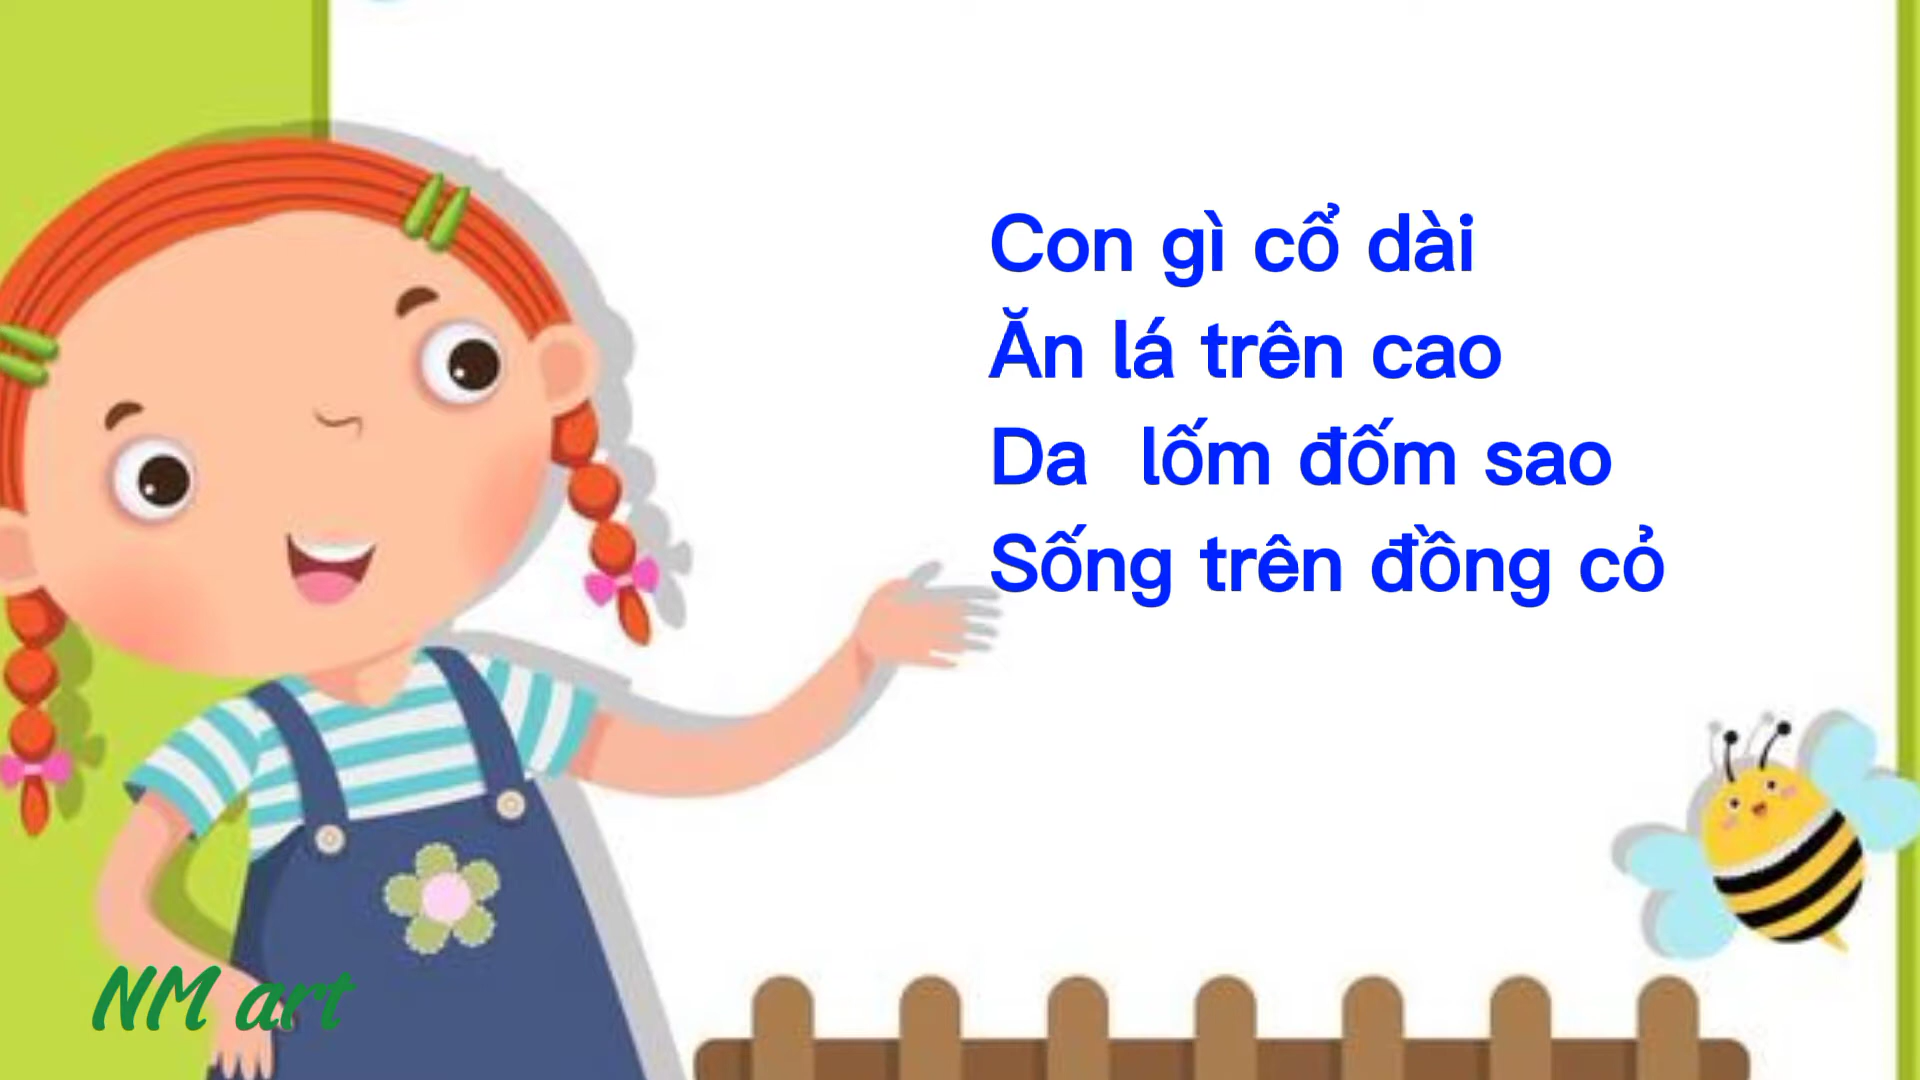 Con gì cổ dài
Ăn lá trên cao
Da  lốm đốm sao
Sống trên đồng cỏ
NM art